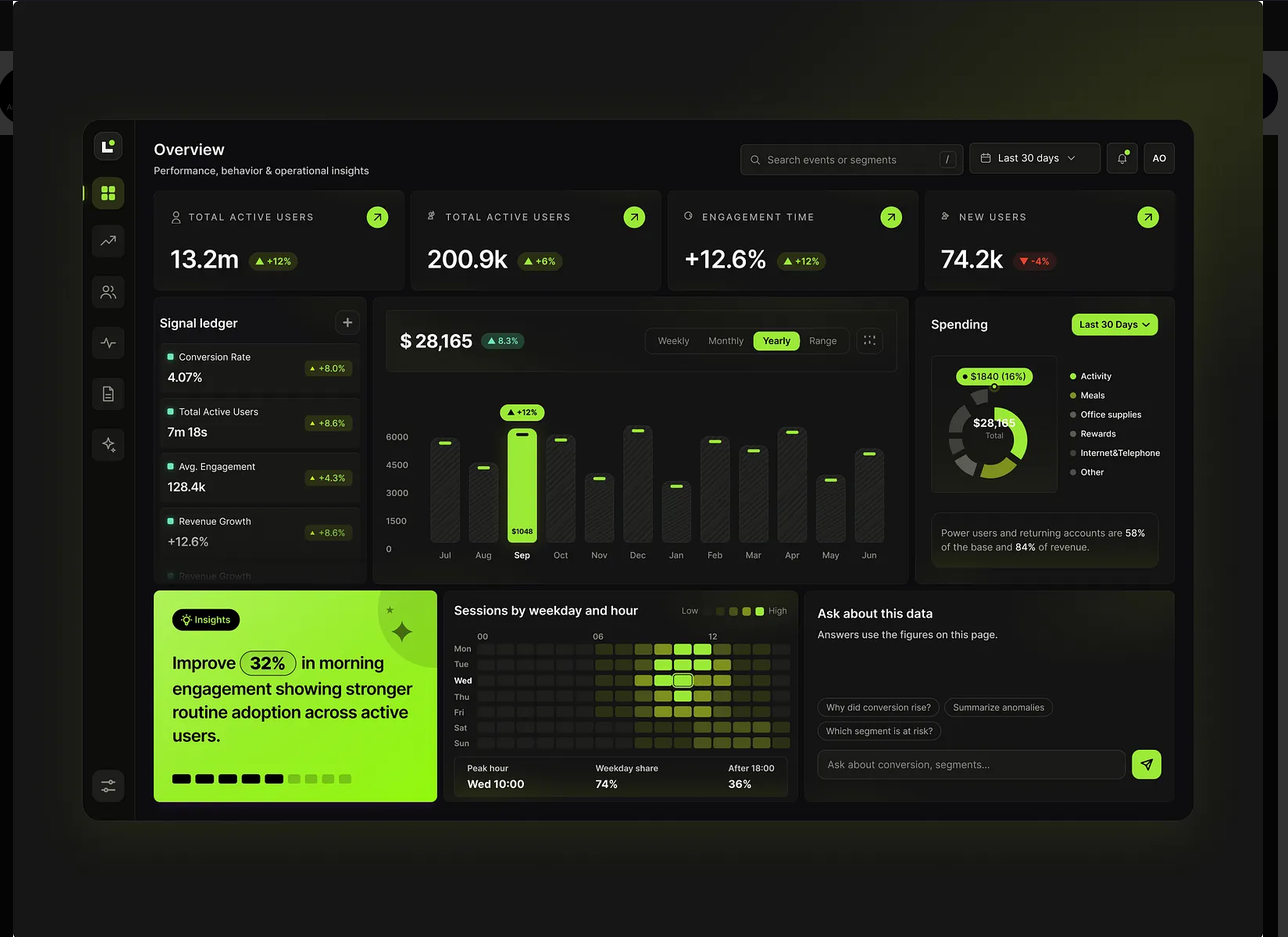 Overview
Performance, behavior & operational insights
Search events or segments
/
Last 30 days
AO
TOTAL ACTIVE USERS
13.2m
+12%
TOTAL ACTIVE USERS
200.9k
+6%
ENGAGEMENT TIME
+12.6%
+12%
NEW USERS
74.2k
-4%
Signal ledger
+
Conversion Rate
4.07%
+8.0%
Total Active Users
7m 18s
+8.6%
Avg. Engagement
128.4k
+4.3%
Revenue Growth
+12.6%
+8.6%
Revenue Growth
$ 28,165
8.3%
Weekly
Monthly
Yearly
Range
+12%
6000
4500
3000
1500
0
$1048
Jul
Aug
Sep
Oct
Nov
Dec
Jan
Feb
Mar
Apr
May
Jun
Spending
Last 30 Days
$1840 (16%)
$28,165
Total
Activity
Meals
Office supplies
Rewards
Internet&Telephone
Other
Power users and returning accounts are 58%
of the base and 84% of revenue.
Insights
Improve 32% in morning
engagement showing stronger
routine adoption across active
users.
Sessions by weekday and hour
Low
High
00
06
12
Mon
Tue
Wed
Thu
Fri
Sat
Sun
Peak hour
Wed 10:00
Weekday share
74%
After 18:00
36%
Ask about this data
Answers use the figures on this page.
Why did conversion rise?
Summarize anomalies
Which segment is at risk?
Ask about conversion, segments...